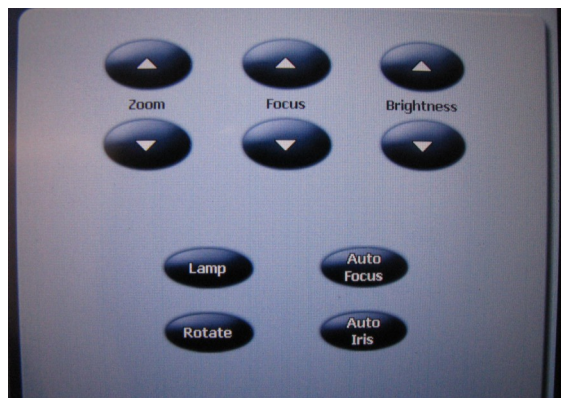 Zoom Focus Brightness
Lamp
Auto
Focus
Rotate
Auto
Iris